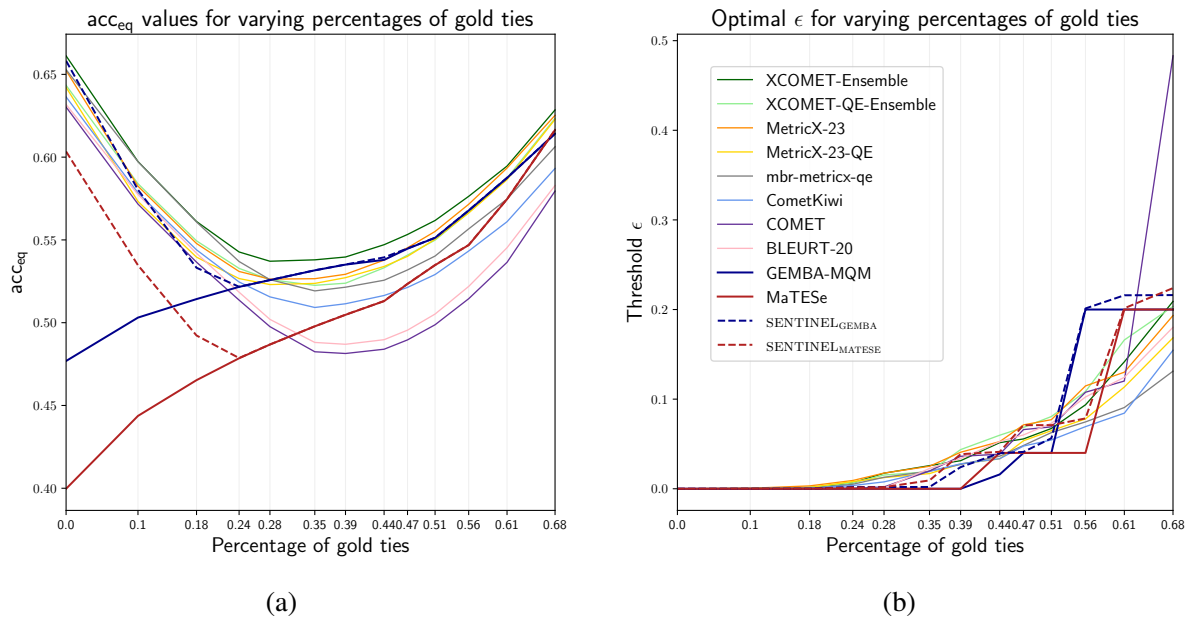 acc_eq values for varying percentages of gold ties
acc_eq
0.65
0.60
0.55
0.50
0.45
0.40
0.0 0.1 0.18 0.24 0.28 0.35 0.39 0.44 0.47 0.51 0.56 0.61 0.68
Percentage of gold ties
(a)
Optimal ϵ for varying percentages of gold ties
Threshold ϵ
0.5
0.4
0.3
0.2
0.1
0.0
XCOMET-Ensemble
XCOMET-QE-Ensemble
MetricX-23
MetricX-23-QE
mbr-metricx-qe
CometKiwi
COMET
BLEURT-20
GEMBA-MQM
MaTESe
SENTINEL_GEMBA
SENTINEL_MATESE
0.0 0.1 0.18 0.24 0.28 0.35 0.39 0.44 0.47 0.51 0.56 0.61 0.68
Percentage of gold ties
(b)